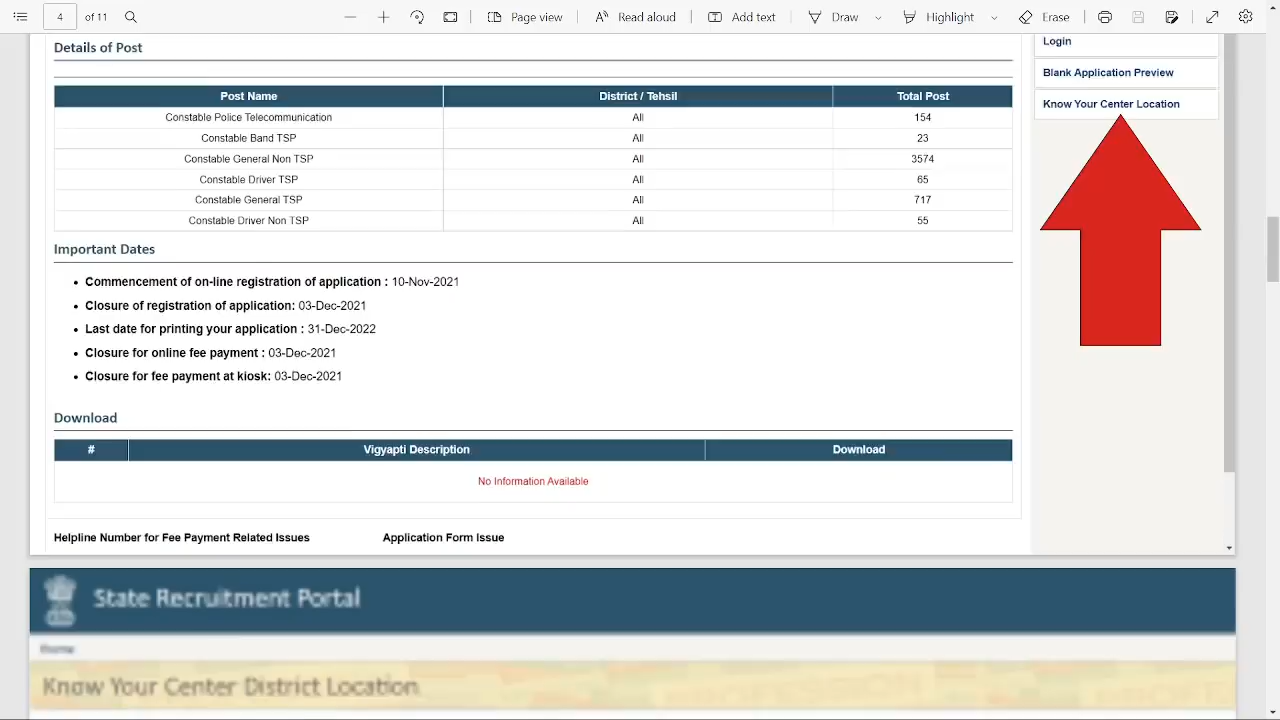 4 of 11 Page view Read aloud Add text Draw Highlight Erase
Details of Post
Login
Blank Application Preview
Know Your Center Location
Post Name District / Tehsil Total Post
Constable Police Telecommunication All 154
Constable Band TSP All 23
Constable General Non TSP All 3574
Constable Driver TSP All 65
Constable General TSP All 717
Constable Driver Non TSP All 55
Important Dates
Commencement of on-line registration of application : 10-Nov-2021
Closure of registration of application: 03-Dec-2021
Last date for printing your application : 31-Dec-2022
Closure for online fee payment : 03-Dec-2021
Closure for fee payment at kiosk: 03-Dec-2021
Download
# Vigyapti Description Download
No Information Available
Helpline Number for Fee Payment Related Issues Application Form Issue
State Recruitment Portal
Home
Know Your Center District Location